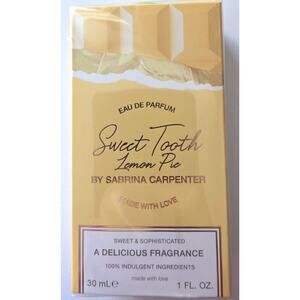 EAU DE PARFUM
Sweet Tooth
Lemon Pie
BY SABRINA CARPENTER
MADE WITH LOVE
SWEET & SOPHISTICATED
A DELICIOUS FRAGRANCE
100% INDULGENT INGREDIENTS
made with love
30 mL℮ 1 FL. OZ.